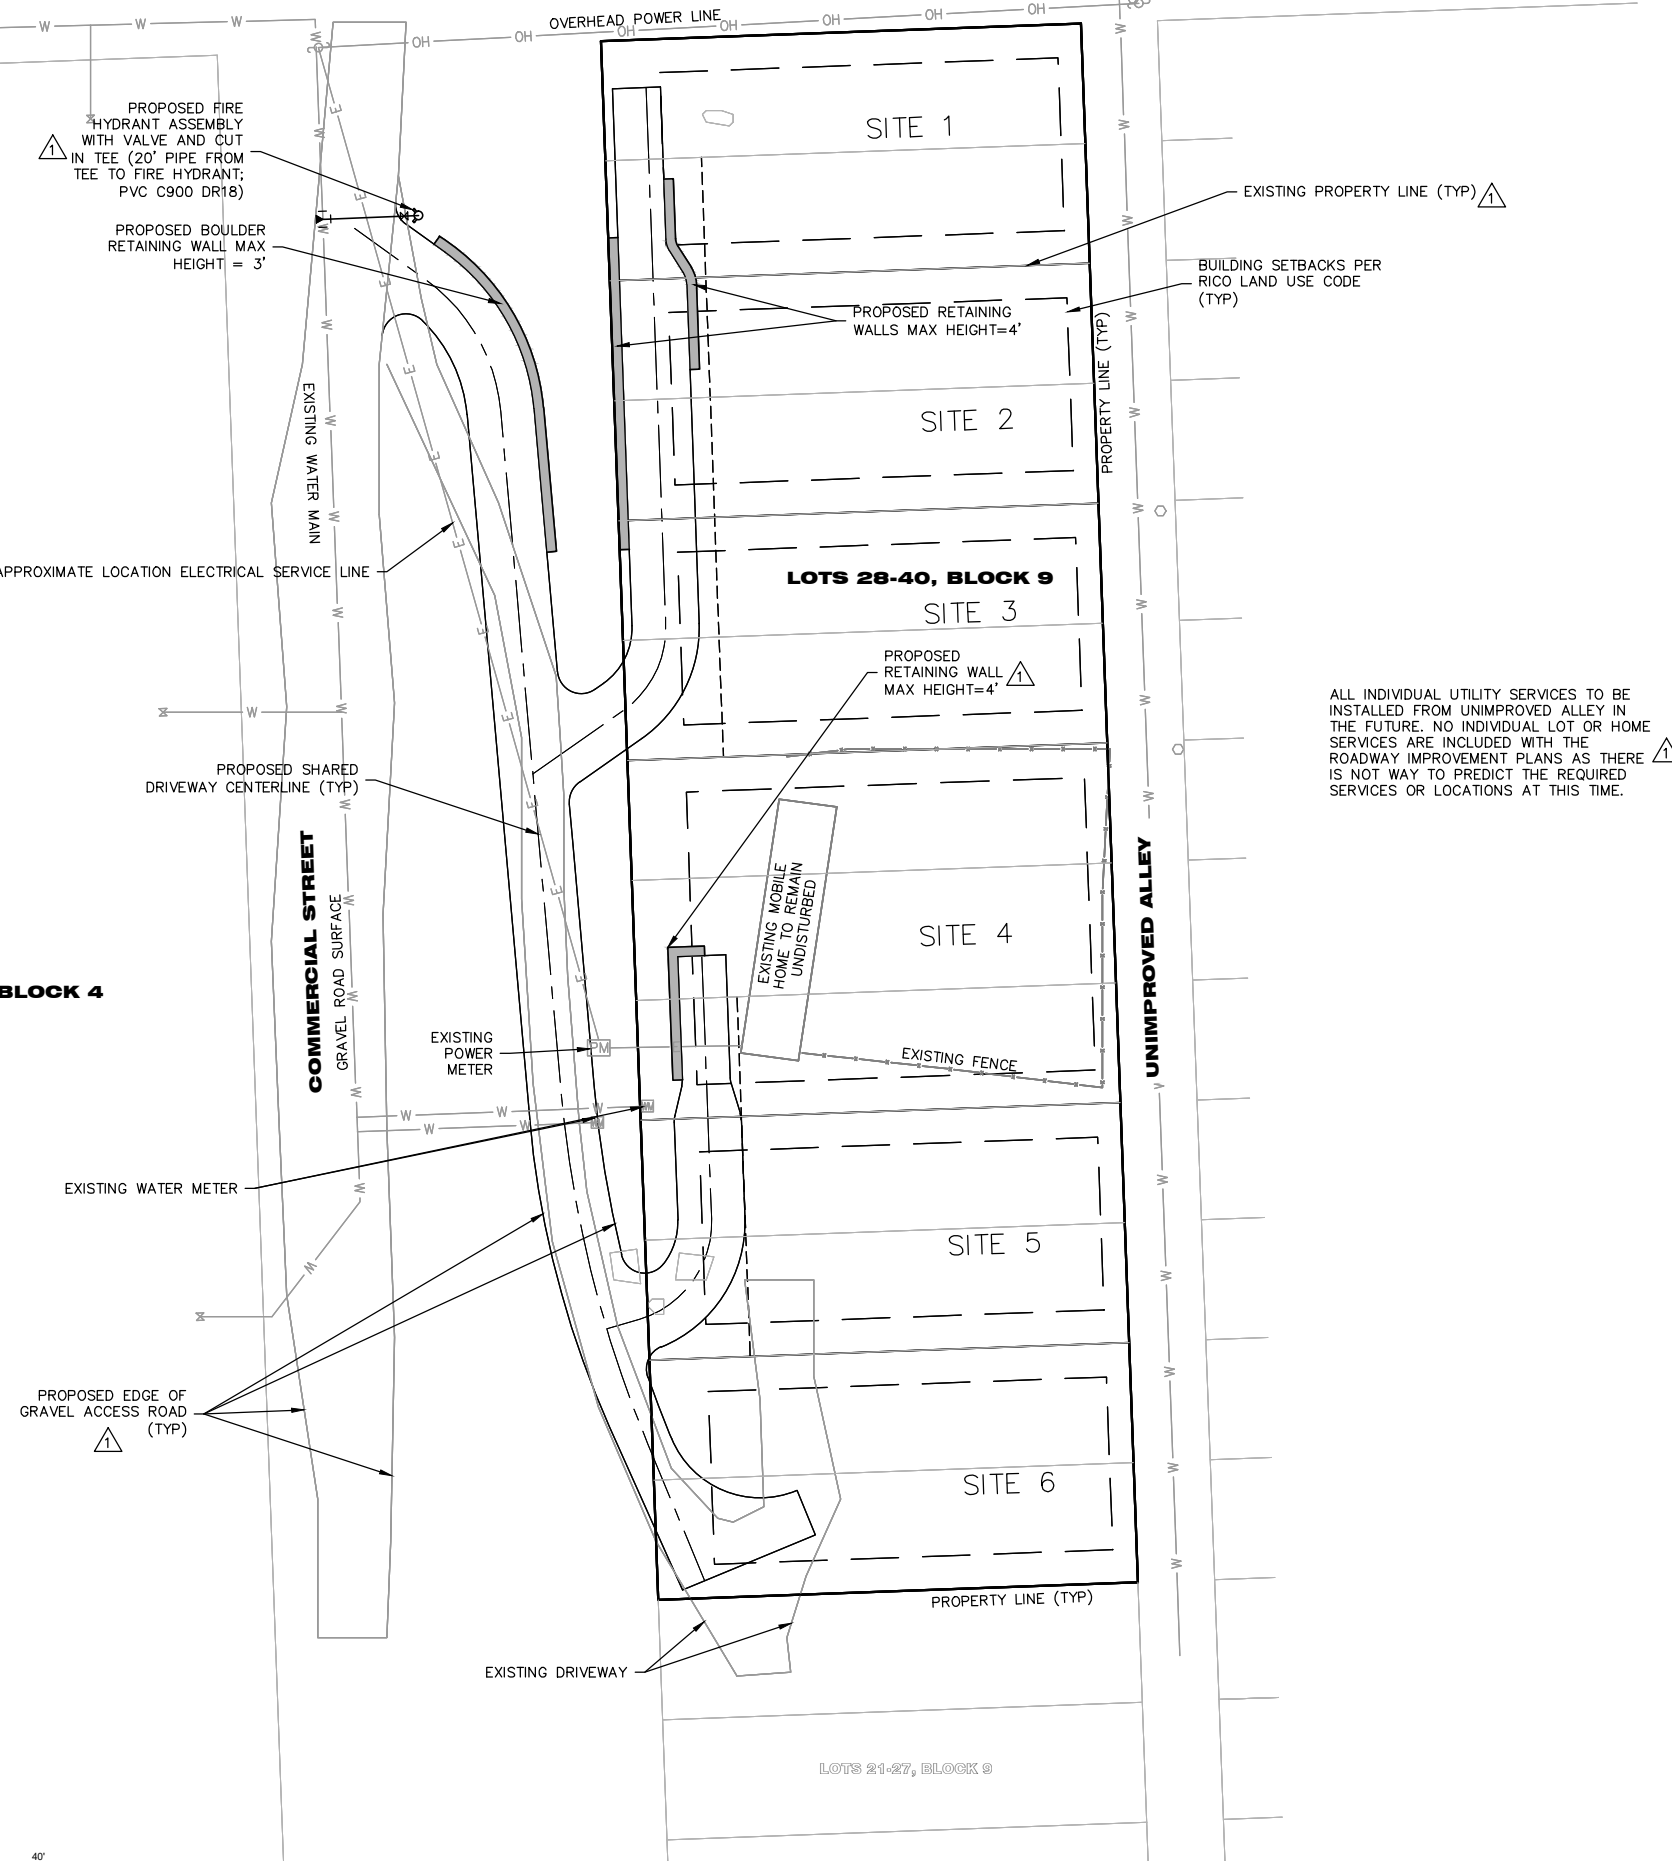 OVERHEAD POWER LINE
PROPOSED FIRE
HYDRANT ASSEMBLY
WITH VALVE AND CUT
IN TEE (20' PIPE FROM
TEE TO FIRE HYDRANT;
PVC C900 DR18)
1
PROPOSED BOULDER
RETAINING WALL MAX
HEIGHT = 3'
SITE 1
EXISTING PROPERTY LINE (TYP)
1
BUILDING SETBACKS PER
RICO LAND USE CODE
(TYP)
PROPOSED RETAINING
WALLS MAX HEIGHT=4'
PROPERTY LINE (TYP)
SITE 2
EXISTING WATER MAIN
APPROXIMATE LOCATION ELECTRICAL SERVICE LINE
LOTS 28-40, BLOCK 9
SITE 3
PROPOSED
RETAINING WALL
MAX HEIGHT=4'
1
ALL INDIVIDUAL UTILITY SERVICES TO BE
INSTALLED FROM UNIMPROVED ALLEY IN
THE FUTURE. NO INDIVIDUAL LOT OR HOME
SERVICES ARE INCLUDED WITH THE
ROADWAY IMPROVEMENT PLANS AS THERE
IS NOT WAY TO PREDICT THE REQUIRED
SERVICES OR LOCATIONS AT THIS TIME.
1
PROPOSED SHARED
DRIVEWAY CENTERLINE (TYP)
COMMERCIAL STREET
GRAVEL ROAD SURFACE
EXISTING MOBILE
HOME TO REMAIN
UNDISTURBED
SITE 4
UNIMPROVED ALLEY
BLOCK 4
EXISTING
POWER
METER
PM
EXISTING FENCE
EXISTING WATER METER
SITE 5
PROPOSED EDGE OF
GRAVEL ACCESS ROAD
(TYP)
1
SITE 6
PROPERTY LINE (TYP)
EXISTING DRIVEWAY
LOTS 21-27, BLOCK 9
40'